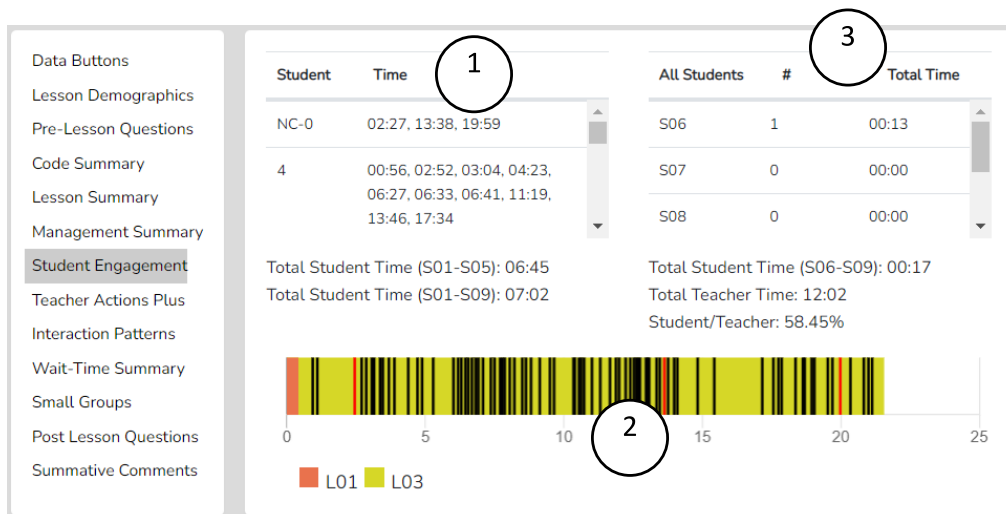 Data Buttons
Lesson Demographics
Pre-Lesson Questions
Code Summary
Lesson Summary
Management Summary
Student Engagement
Teacher Actions Plus
Interaction Patterns
Wait-Time Summary
Small Groups
Post Lesson Questions
Summative Comments
1
Student Time
NC-0 02:27, 13:38, 19:59
4 00:56, 02:52, 03:04, 04:23,
06:27, 06:33, 06:41, 11:19,
13:46, 17:34
Total Student Time (S01-S05): 06:45
Total Student Time (S01-S09): 07:02
3
All Students # Total Time
S06 1 00:13
S07 0 00:00
S08 0 00:00
Total Student Time (S06-S09): 00:17
Total Teacher Time: 12:02
Student/Teacher: 58.45%
2
0 5 10 15 20 25
L01 L03